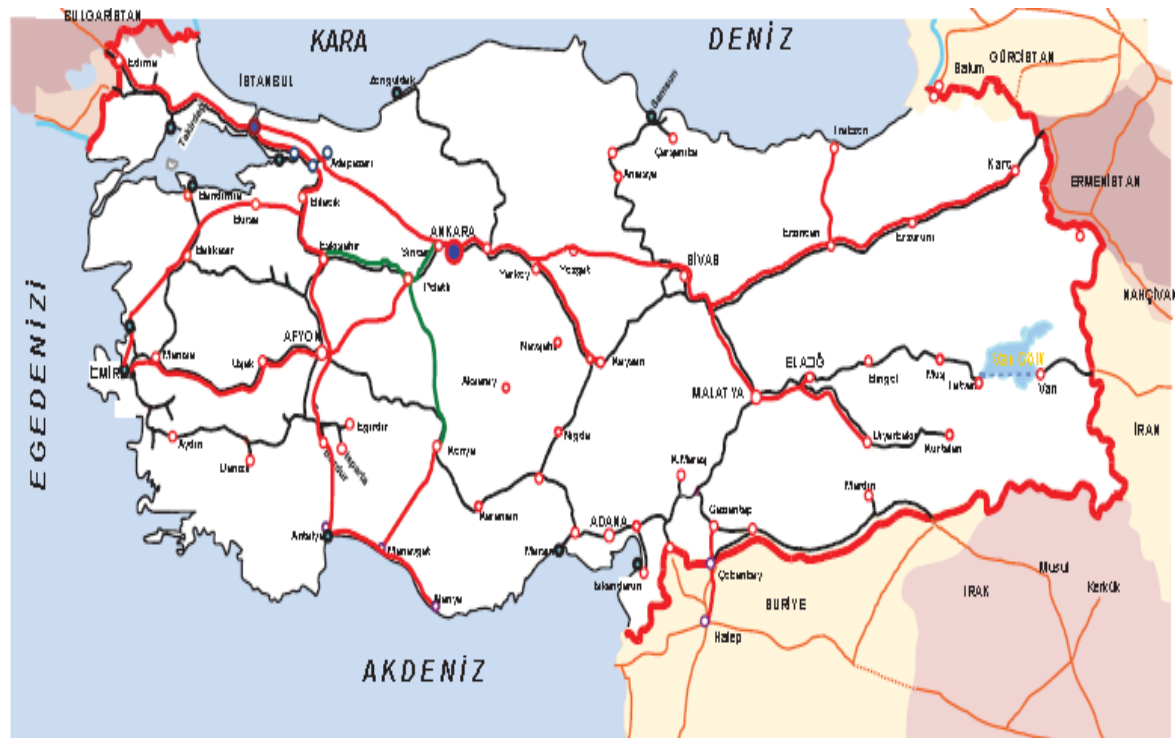 BULGARİSTAN
KARA
DENİZ
GÜRCİSTAN
Batum
Edirne
İSTANBUL
Zonguldak
Samsun
Tekirdağ
Çarşamba
Trabzon
Adapazarı
Amasya
Kars
ERMENİSTAN
Bandırma
Bilecik
Bursa
ANKARA
Erzincan
Erzurum
Balıkesir
Eskişehir
Sincan
SİVAS
Yozgat
Yerköy
Polatlı
NAHÇIVAN
EGEDENİZİ
AFYON
Manisa
Uşak
Nevşehir
Kayseri
Aksaray
ELAZIĞ
Bingöl
Muş
Tatvan
Van
MALATYA
Eğirdir
Aydın
Denizli
Burdur
Isparta
Konya
Niğde
Diyarbakır
Kurtalan
İRAN
K.Maraş
Mardin
Karaman
Gaziantep
ADANA
Antalya
Manavgat
Mersin
İskenderun
Çobanbey
Alanya
SURİYE
IRAK
Musul
Kerkük
Halep
AKDENİZ